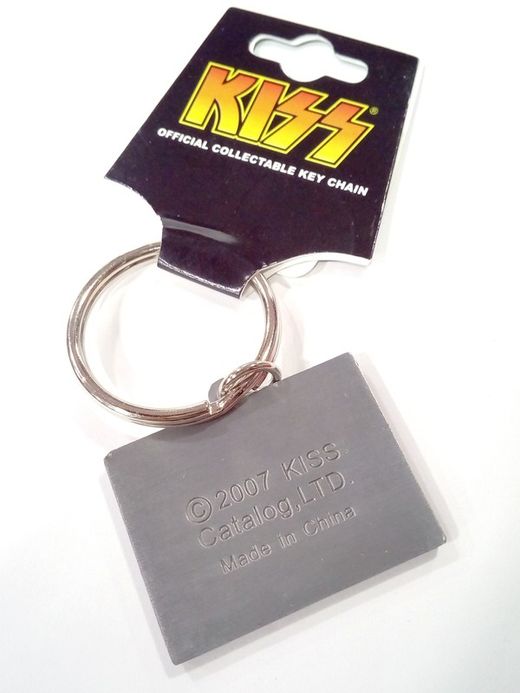 KISS®
OFFICIAL COLLECTABLE KEY CHAIN
© 2007 KISS
Catalog,LTD.
Made in China